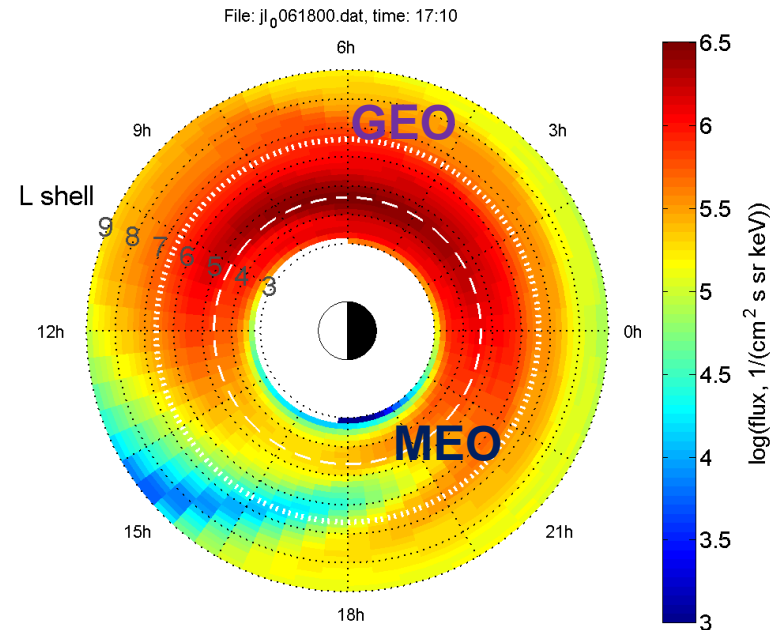 File: jI_0061800.dat, time: 17:10
6h
9h
3h
GEO
L shell
9 8 7 6 5 4 3
12h
0h
MEO
15h
21h
18h
6.5
6
5.5
5
4.5
4
3.5
3
log(flux, 1/(cm² s sr keV))